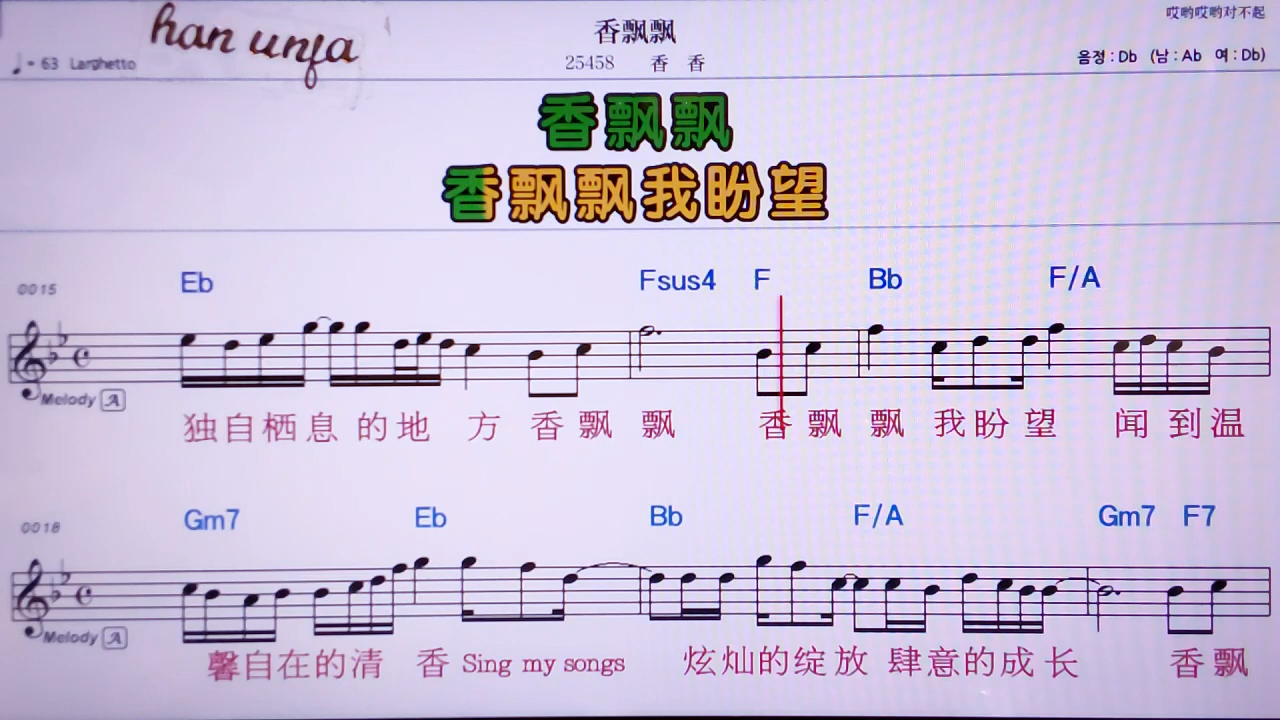 哎哟哎哟对不起
han unfa
香飘飘
♩= 63 Larghetto
25458 香 香
음정 : Db (남 : Ab 여 : Db)
香飘飘
香飘飘我盼望
0015
Eb Fsus4 F Bb F/A
Melody A
独自栖息的地方香飘飘 香飘飘我盼望 闻到温
0018
Gm7 Eb Bb F/A Gm7 F7
Melody A
馨自在的清香 Sing my songs 炫灿的绽放 肆意的成长 香飘